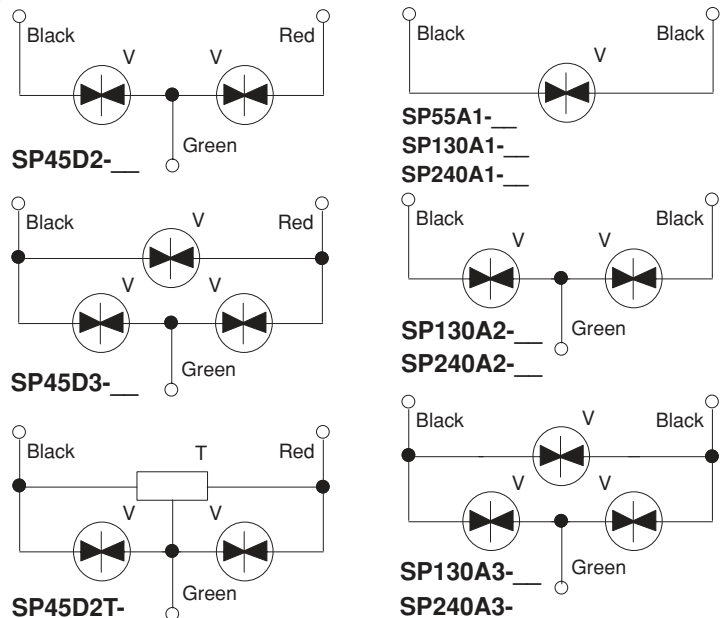 Black Red
V V
Green
SP45D2-__
Black V Red
V V
Green
SP45D3-__
Black T Red
V V
Green
SP45D2T-
Black Black
V
SP55A1-__
SP130A1-__
SP240A1-__
Black Black
V V
SP130A2-__ Green
SP240A2-__
Black V Black
V V
SP130A3-__ Green
SP240A3-